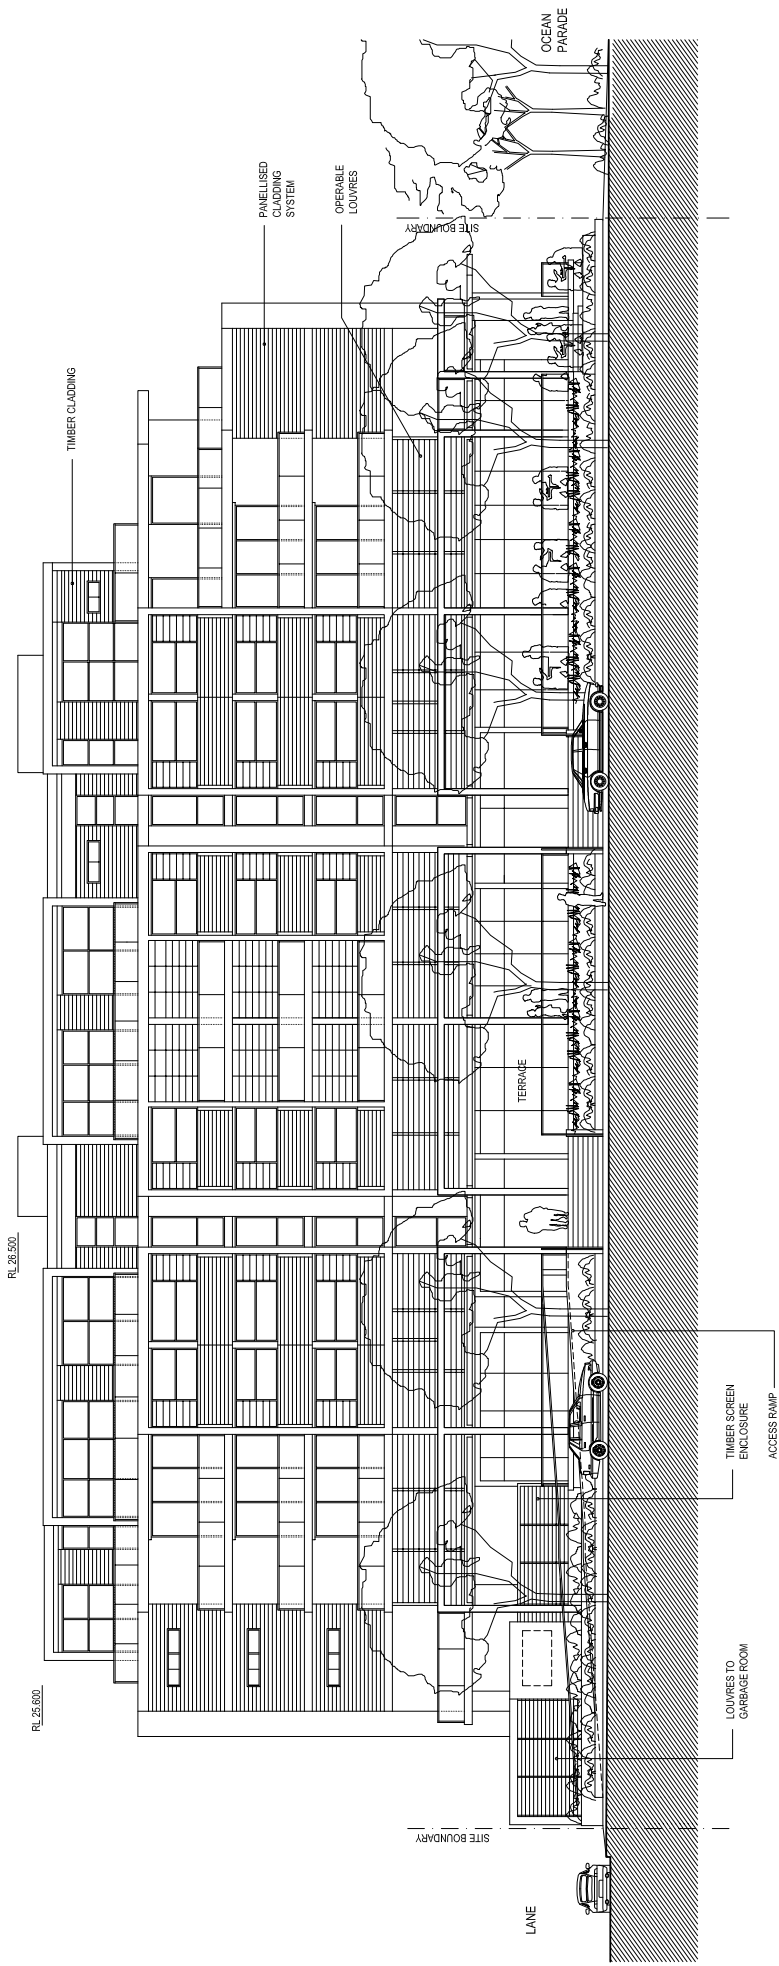 RL 25.600
RL 26.500
TIMBER CLADDING
PANELLISED
CLADDING
SYSTEM
OPERABLE
LOUVRES
SITE BOUNDARY
SITE BOUNDARY
LANE
TERRACE
OCEAN
PARADE
LOUVRES TO
GARBAGE ROOM
TIMBER SCREEN
ENCLOSURE
ACCESS RAMP